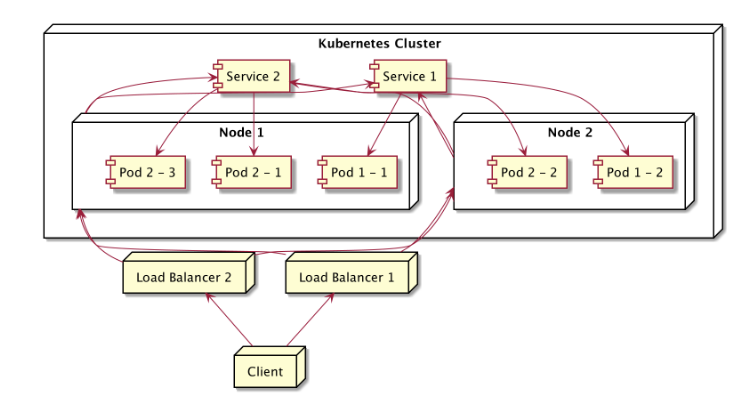 Kubernetes Cluster
Service 2
Service 1
Node 1
Node 2
Pod 2 - 3
Pod 2 - 1
Pod 1 - 1
Pod 2 - 2
Pod 1 - 2
Load Balancer 2
Load Balancer 1
Client